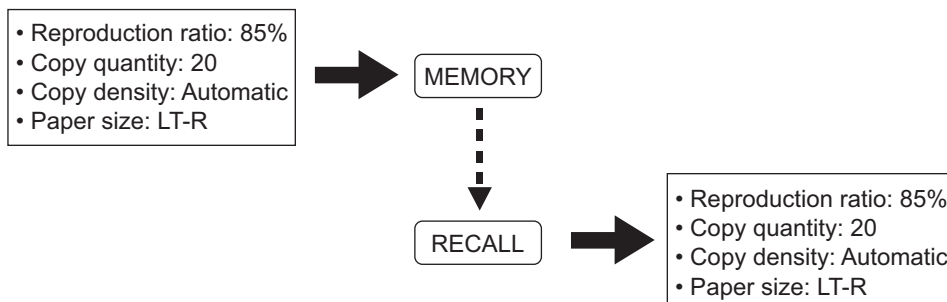 • Reproduction ratio: 85%
• Copy quantity: 20
• Copy density: Automatic
• Paper size: LT-R
MEMORY
RECALL
• Reproduction ratio: 85%
• Copy quantity: 20
• Copy density: Automatic
• Paper size: LT-R